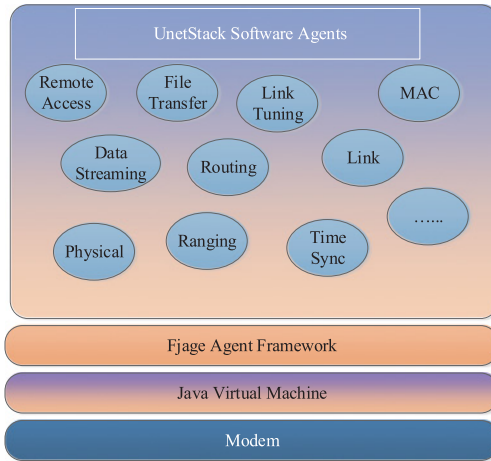 UnetStack Software Agents
Remote
Access
File
Transfer
Link
Tuning
MAC
Data
Streaming
Routing
Link
…...
Physical
Ranging
Time
Sync
Fjage Agent Framework
Java Virtual Machine
Modem